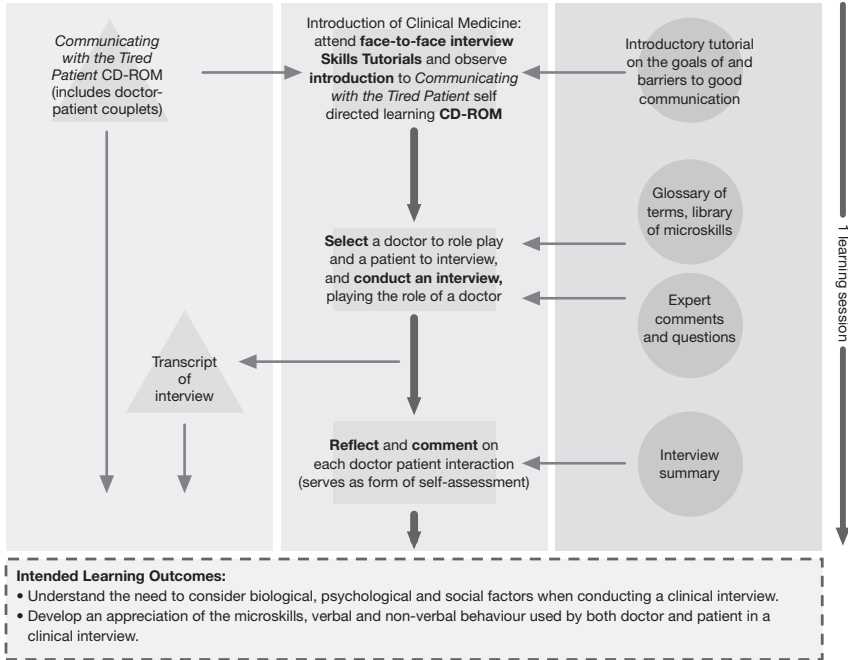 Communicating
with the Tired
Patient CD-ROM
(includes doctor-
patient couplets)
Introduction of Clinical Medicine:
attend face-to-face interview
Skills Tutorials and observe
introduction to Communicating
with the Tired Patient self
directed learning CD-ROM
Introductory tutorial
on the goals of and
barriers to good
communication
Glossary of
terms, library
of microskills
Select a doctor to role play
and a patient to interview,
and conduct an interview,
playing the role of a doctor
Expert
comments
and questions
Transcript
of
interview
Reflect and comment on
each doctor patient interaction
(serves as form of self-assessment)
Interview
summary
1 learning session
Intended Learning Outcomes:
• Understand the need to consider biological, psychological and social factors when conducting a clinical interview.
• Develop an appreciation of the microskills, verbal and non-verbal behaviour used by both doctor and patient in a
clinical interview.